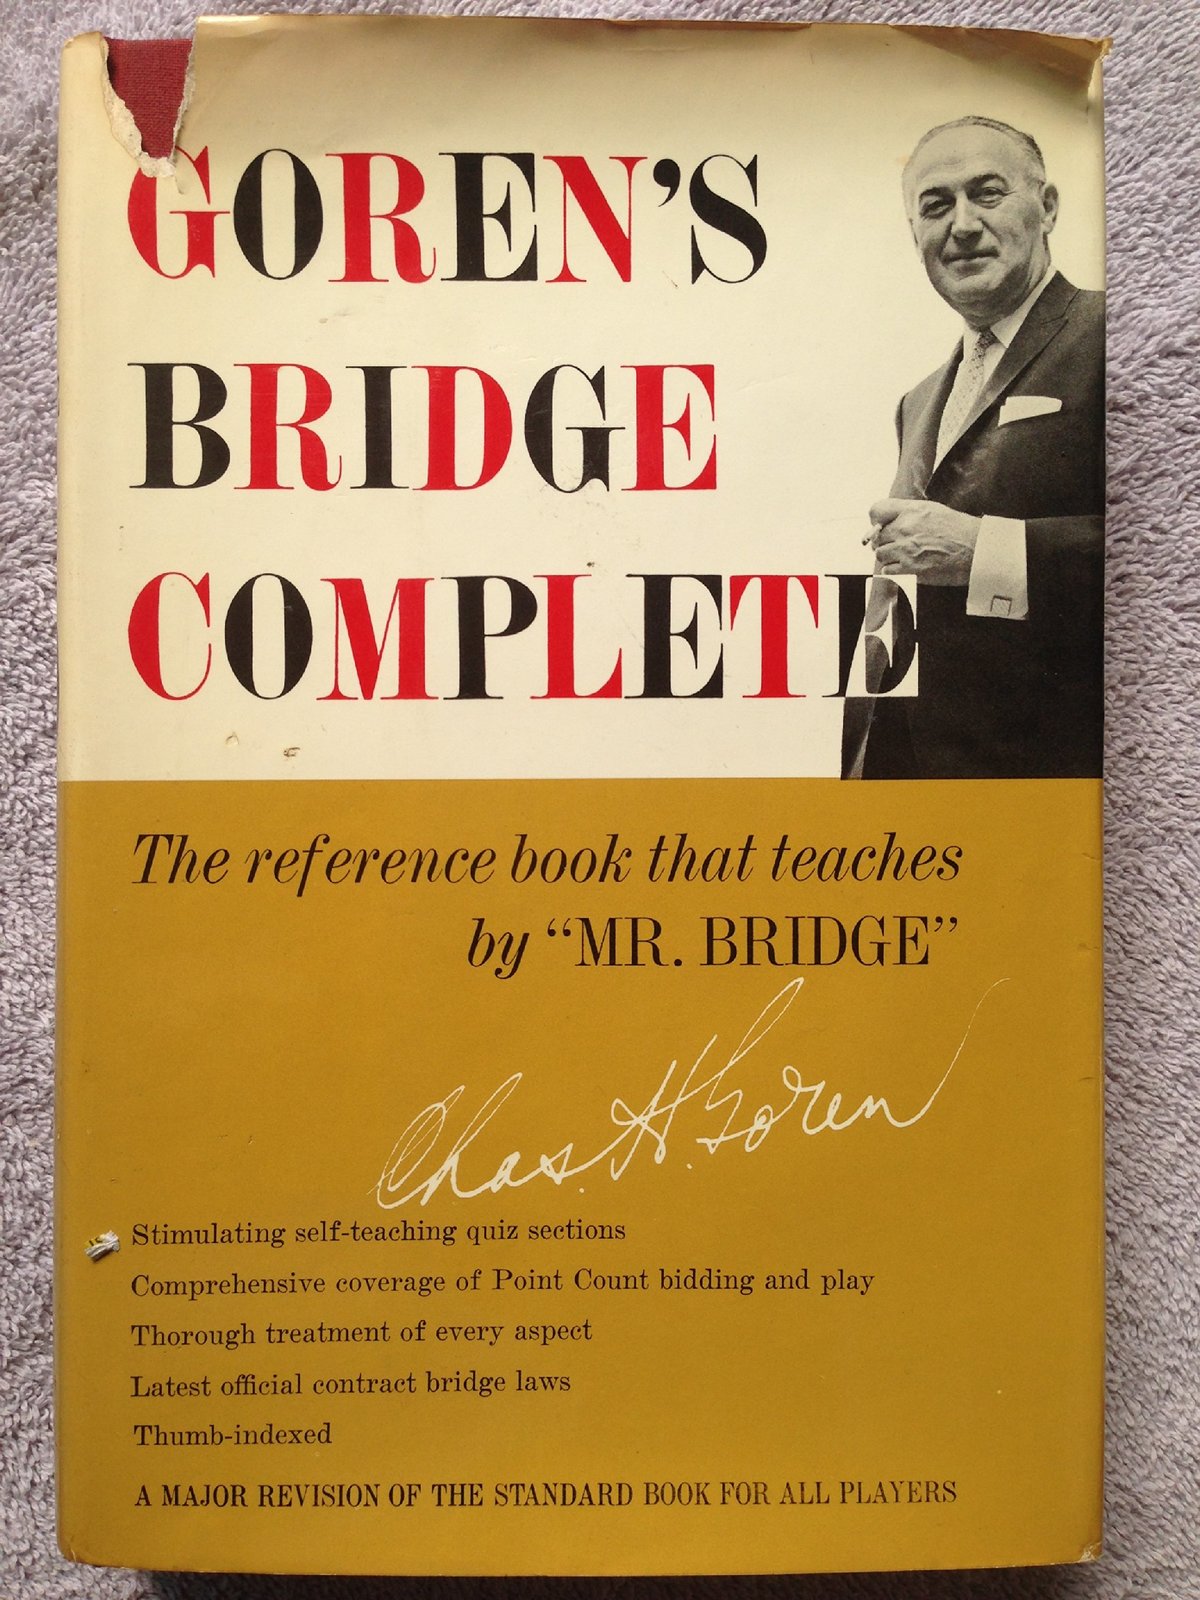 GOREN'S
BRIDGE
COMPLETE
The reference book that teaches
by “MR. BRIDGE”
Chas. H. Goren
Stimulating self-teaching quiz sections
Comprehensive coverage of Point Count bidding and play
Thorough treatment of every aspect
Latest official contract bridge laws
Thumb-indexed
A MAJOR REVISION OF THE STANDARD BOOK FOR ALL PLAYERS